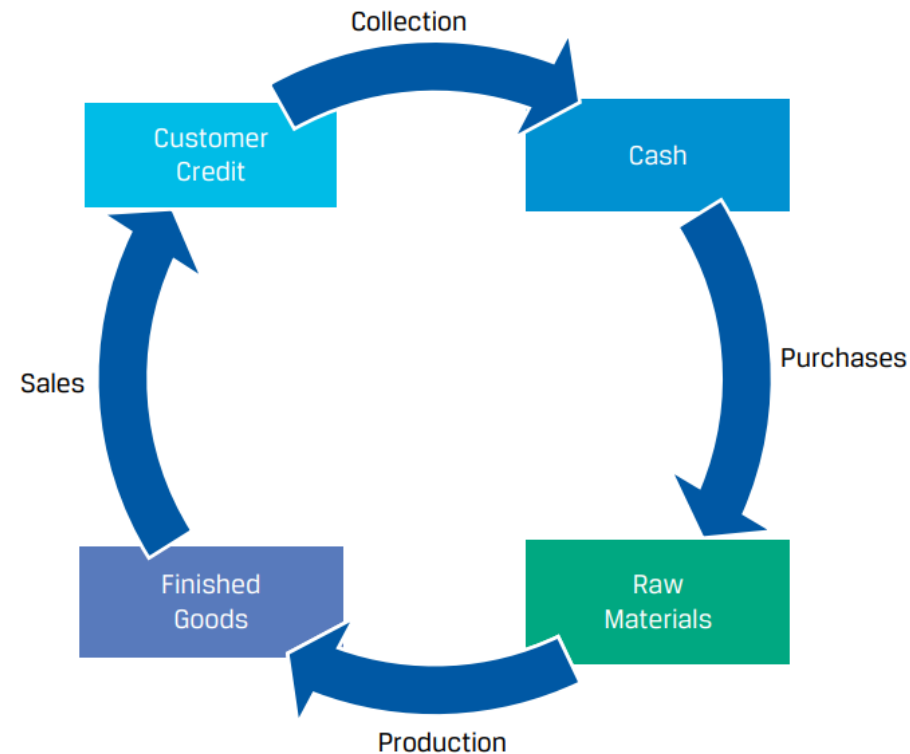 Collection
Customer
Credit
Cash
Sales
Purchases
Finished
Goods
Raw
Materials
Production